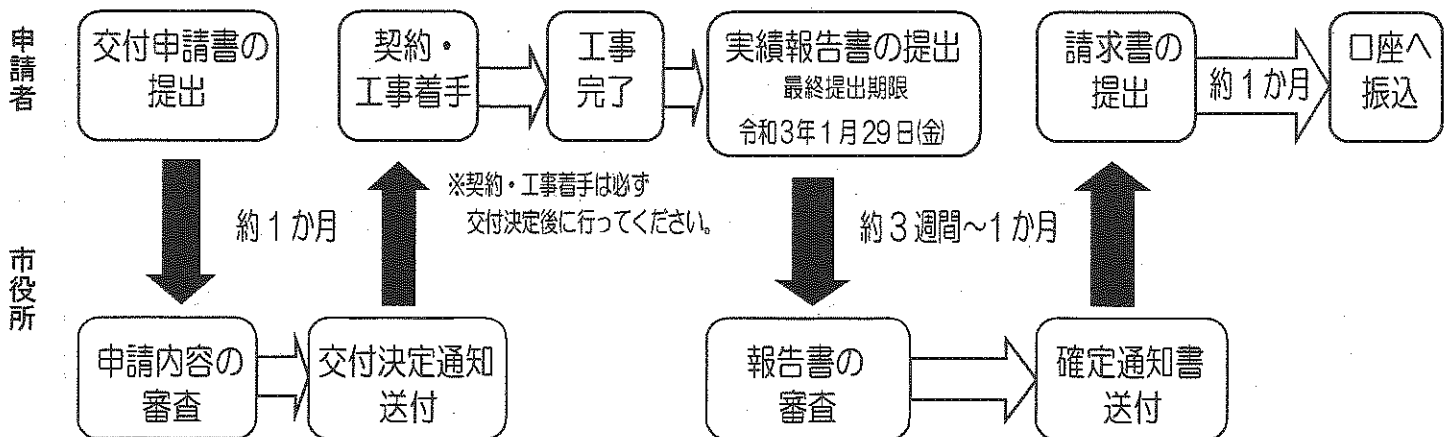 申請者
交付申請書の
提出
契約・
工事着手
工事
完了
実績報告書の提出
最終提出期限
令和3年1月29日(金)
請求書の
提出
約1か月
口座へ
振込
約1か月
※契約・工事着手は必ず
交付決定後に行ってください。
約3週間～1か月
市役所
申請内容の
審査
交付決定通知
送付
報告書の
審査
確定通知書
送付